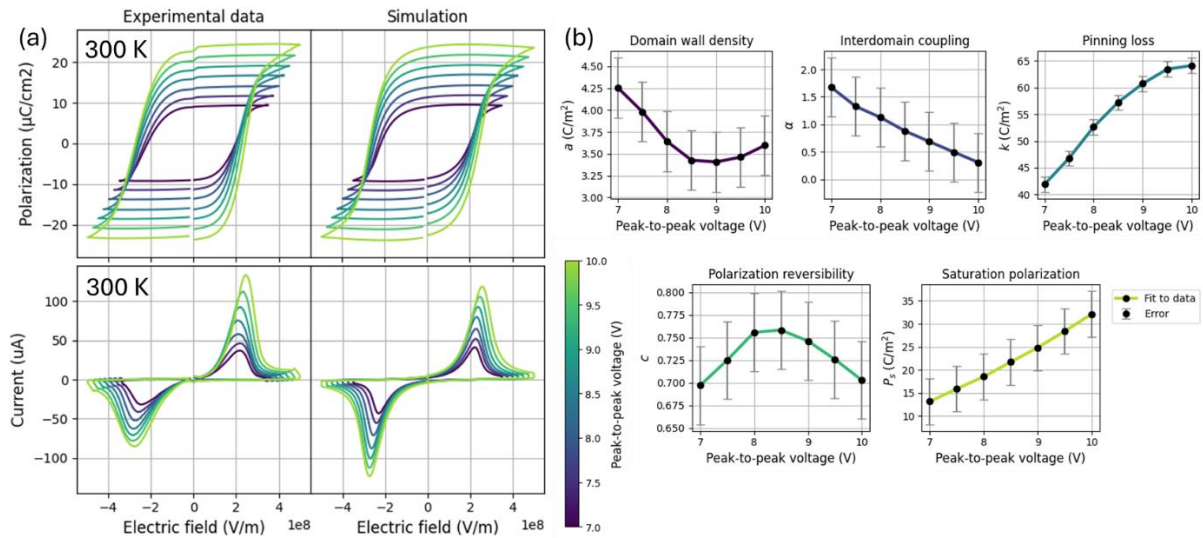 (a)
Experimental data
Simulation
300 K
Polarization (µC/cm2)
20
10
0
−10
−20
300 K
Current (uA)
100
50
0
−50
−100
−4 −2 0 2 4
1e8
Electric field (V/m)
−4 −2 0 2 4
1e8
Electric field (V/m)
10.0
9.5
9.0
8.5
8.0
7.5
7.0
Peak-to-peak voltage (V)
(b)
Domain wall density
a (C/m²)
4.50
4.25
4.00
3.75
3.50
3.25
3.00
7 8 9 10
Peak-to-peak voltage (V)
Interdomain coupling
α
2.0
1.5
1.0
0.5
0.0
7 8 9 10
Peak-to-peak voltage (V)
Pinning loss
k (C/m²)
65
60
55
50
45
40
7 8 9 10
Peak-to-peak voltage (V)
Polarization reversibility
c
0.800
0.775
0.750
0.725
0.700
0.675
0.650
7 8 9 10
Peak-to-peak voltage (V)
Saturation polarization
Pₛ (C/m²)
35
30
25
20
15
10
7 8 9 10
Peak-to-peak voltage (V)
Fit to data
Error